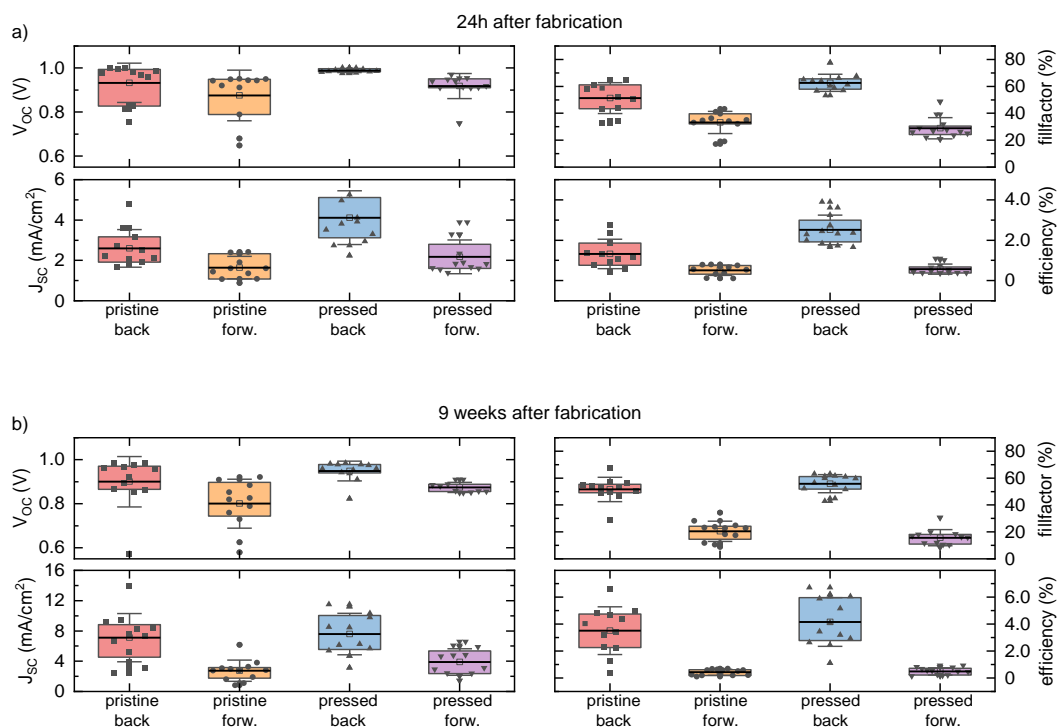 24h after fabrication
a)
1.0
0.8
0.6
V_OC (V)
80
60
40
20
0
fillfactor (%)
6
4
2
0
J_SC (mA/cm²)
4.0
2.0
0
efficiency (%)
pristine pristine pressed pressed
back forw. back forw.
pristine pristine pressed pressed
back forw. back forw.
9 weeks after fabrication
b)
1.0
0.8
0.6
V_OC (V)
80
60
40
20
0
fillfactor (%)
16
12
8
4
0
J_SC (mA/cm²)
6.0
4.0
2.0
0
efficiency (%)
pristine pristine pressed pressed
back forw. back forw.
pristine pristine pressed pressed
back forw. back forw.